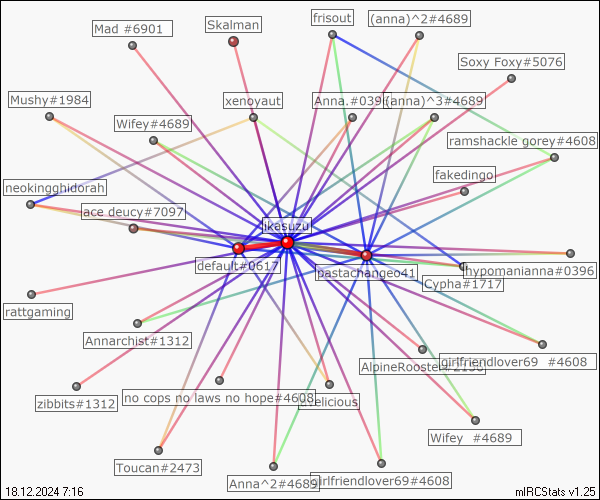 Mad #6901
Skalman
frisout
(anna)^2#4689
Soxy Foxy#5076
Mushy#1984
xenoyaut
Anna.#039
(anna)^3#4689
Wifey#4689
ramshackle gorey#4608
neokingghidorah
fakedingo
ace deucy#7097
ikasuzu
default#0617
pastachangeo41
hypomanianna#0396
Cypha#1717
rattgaming
Annarchist#1312
AlpineRooster#2138
girlfriendlover69 #4608
zibbits#1312
no cops no laws no hope#4608
elicious
Wifey #4689
Toucan#2473
Anna^2#4689
girlfriendlover69#4608
18.12.2024 7:16
mIRCStats v1.25